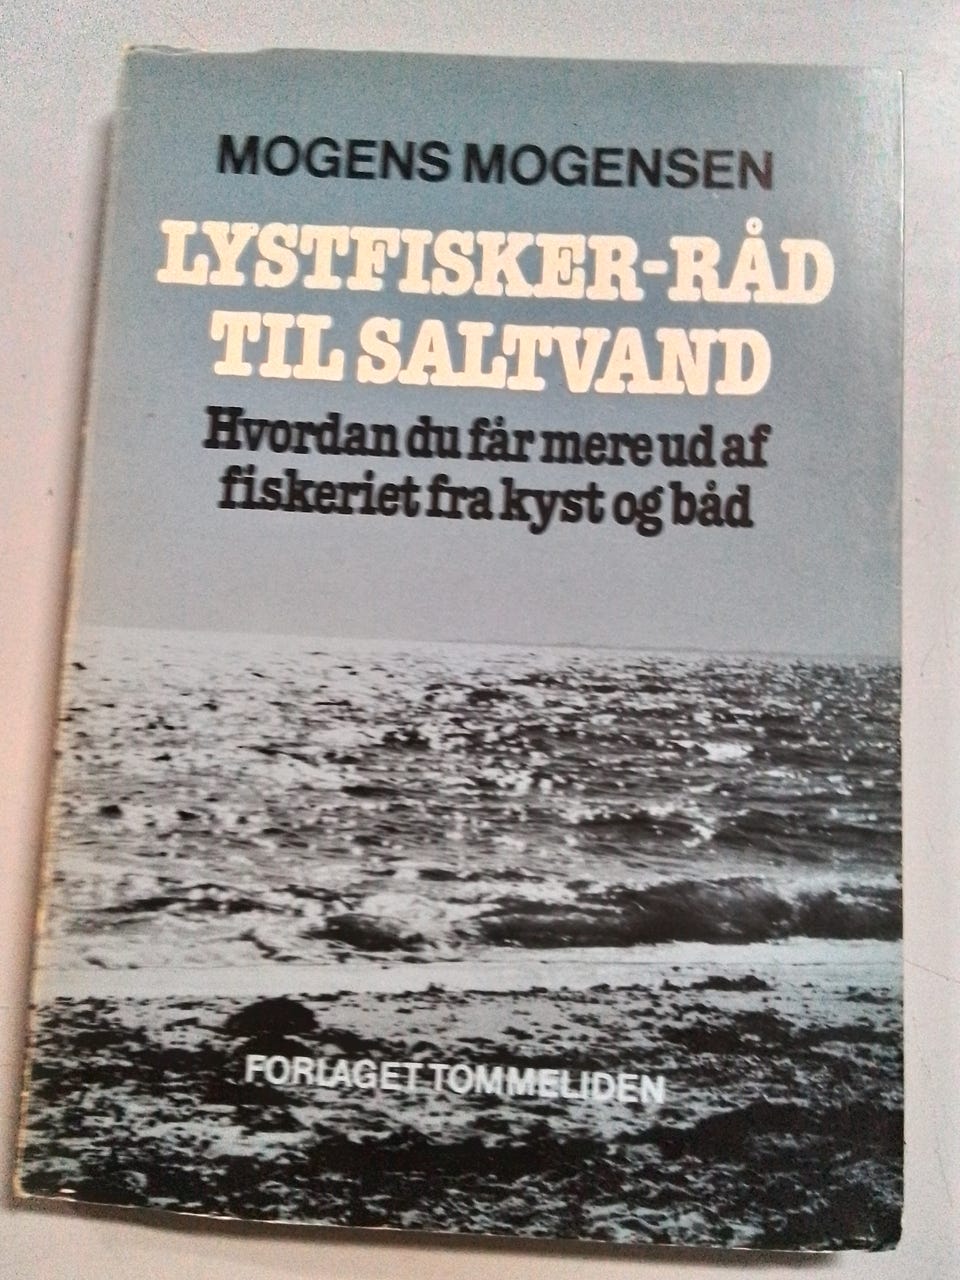 MOGENS MOGENSEN
LYSTFISKER-RÅD
TIL SALTVAND
Hvordan du får mere ud af
fiskeriet fra kyst og båd
FORLAGET TOMMELIDEN